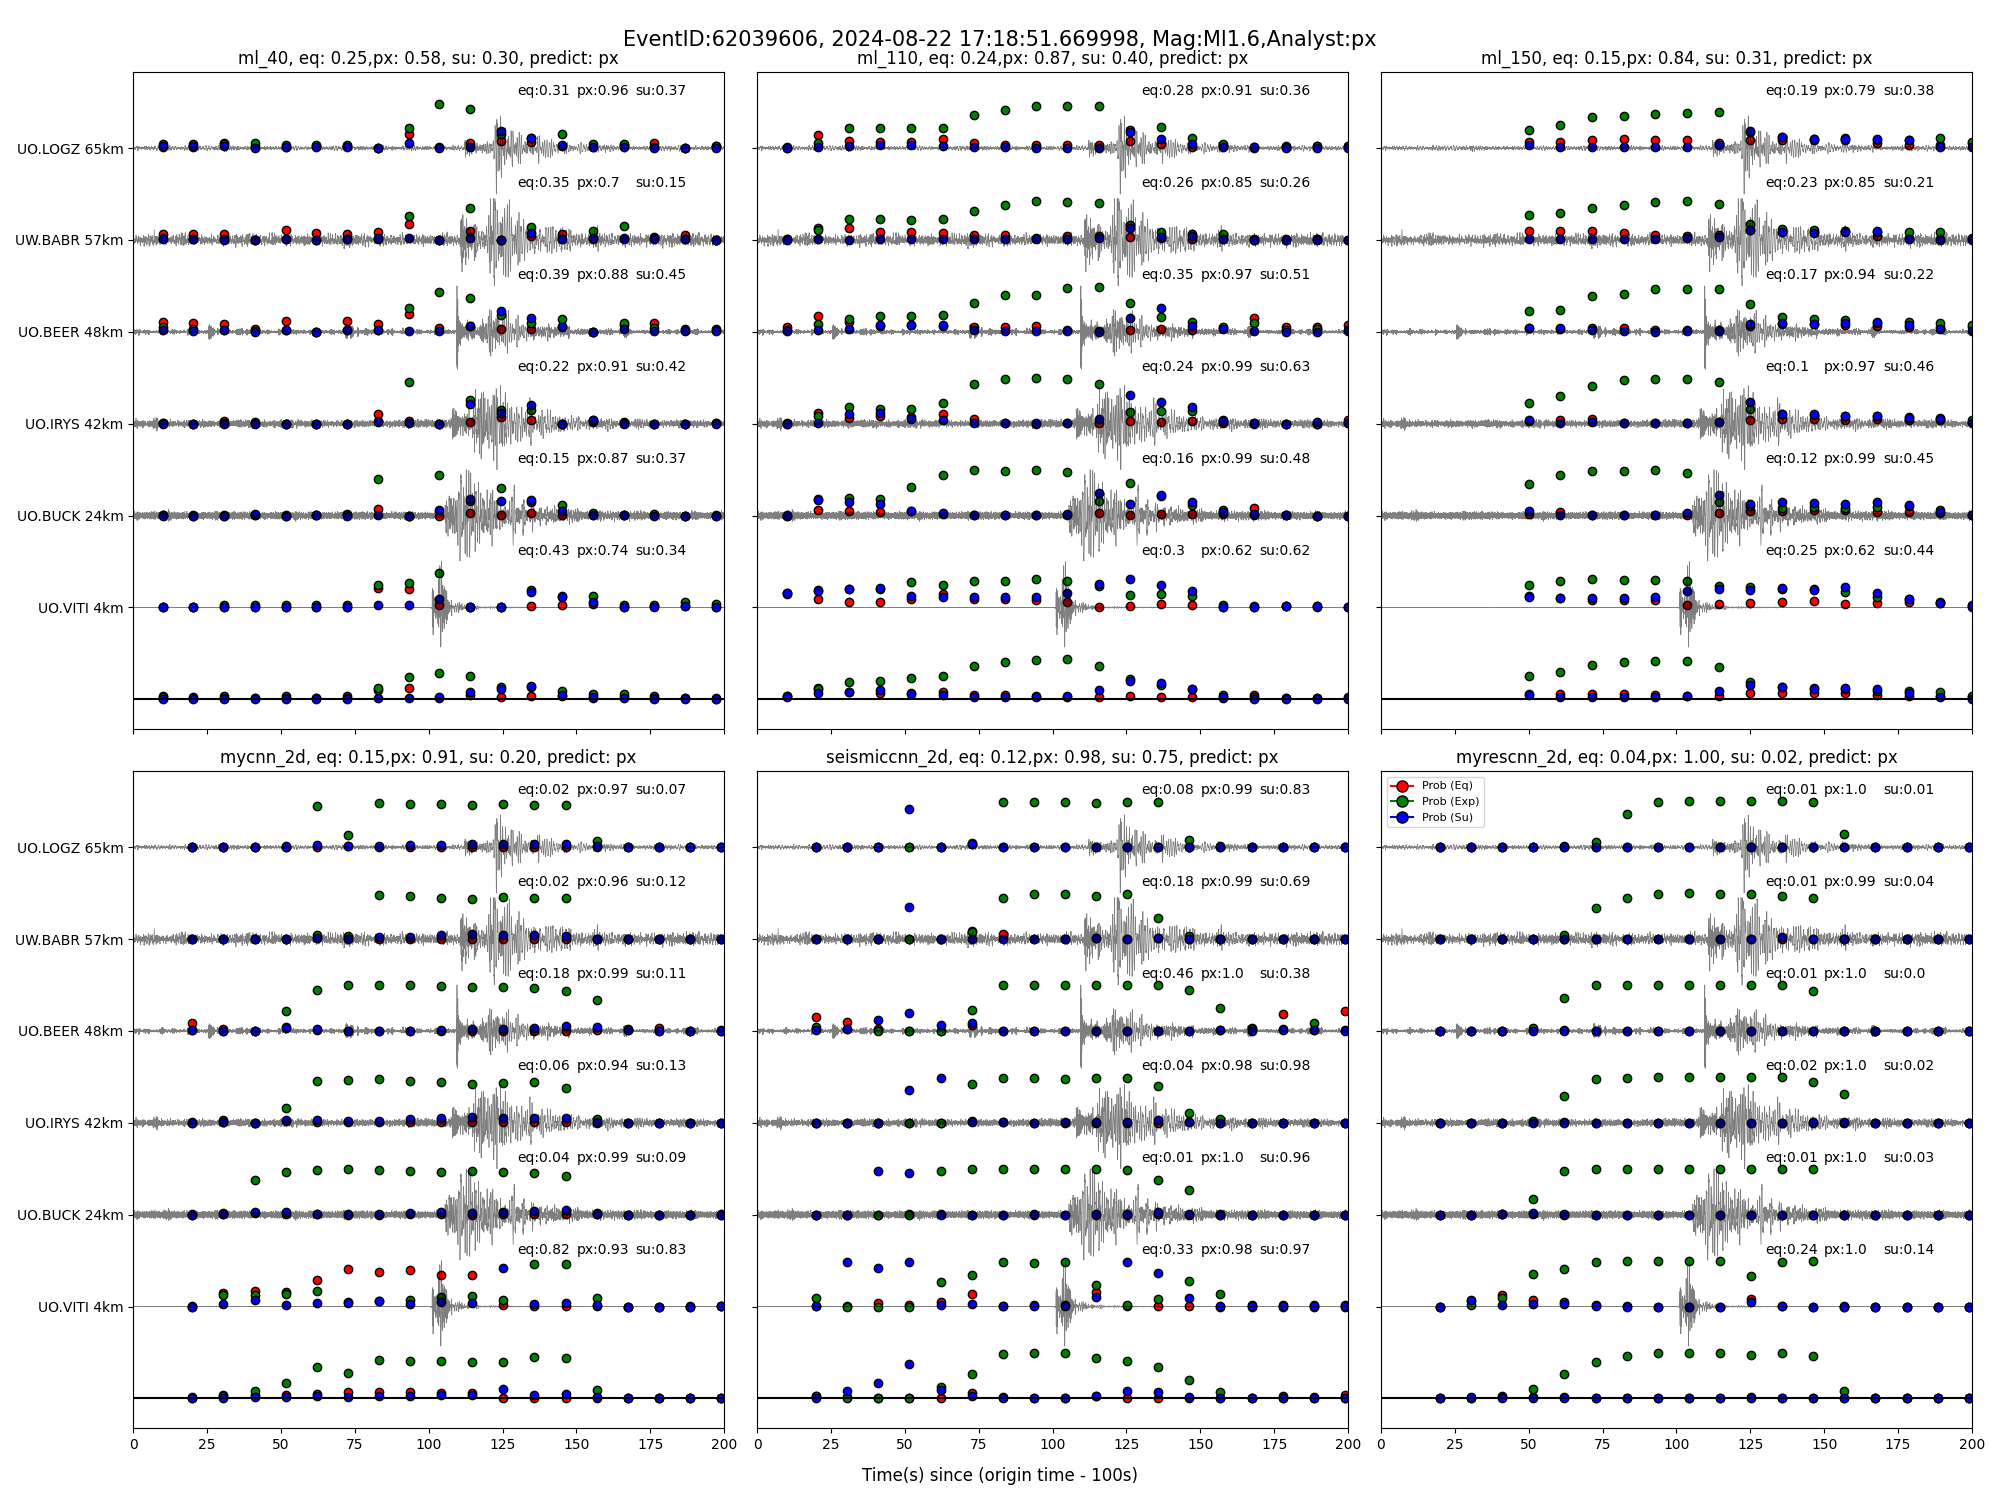 EventID:62039606, 2024-08-22 17:18:51.669998, Mag:Ml1.6,Analyst:px
ml_40, eq: 0.25,px: 0.58, su: 0.30, predict: px
eq:0.31 px:0.96 su:0.37
UO.LOGZ 65km
eq:0.35 px:0.7 su:0.15
UW.BABR 57km
eq:0.39 px:0.88 su:0.45
UO.BEER 48km
eq:0.22 px:0.91 su:0.42
UO.IRYS 42km
eq:0.15 px:0.87 su:0.37
UO.BUCK 24km
eq:0.43 px:0.74 su:0.34
UO.VITI 4km
ml_110, eq: 0.24,px: 0.87, su: 0.40, predict: px
eq:0.28 px:0.91 su:0.36
eq:0.26 px:0.85 su:0.26
eq:0.35 px:0.97 su:0.51
eq:0.24 px:0.99 su:0.63
eq:0.16 px:0.99 su:0.48
eq:0.3 px:0.62 su:0.62
ml_150, eq: 0.15,px: 0.84, su: 0.31, predict: px
eq:0.19 px:0.79 su:0.38
eq:0.23 px:0.85 su:0.21
eq:0.17 px:0.94 su:0.22
eq:0.1 px:0.97 su:0.46
eq:0.12 px:0.99 su:0.45
eq:0.25 px:0.62 su:0.44
mycnn_2d, eq: 0.15,px: 0.91, su: 0.20, predict: px
eq:0.02 px:0.97 su:0.07
UO.LOGZ 65km
eq:0.02 px:0.96 su:0.12
UW.BABR 57km
eq:0.18 px:0.99 su:0.11
UO.BEER 48km
eq:0.06 px:0.94 su:0.13
UO.IRYS 42km
eq:0.04 px:0.99 su:0.09
UO.BUCK 24km
eq:0.82 px:0.93 su:0.83
UO.VITI 4km
0 25 50 75 100 125 150 175 200
seismiccnn_2d, eq: 0.12,px: 0.98, su: 0.75, predict: px
eq:0.08 px:0.99 su:0.83
eq:0.18 px:0.99 su:0.69
eq:0.46 px:1.0 su:0.38
eq:0.04 px:0.98 su:0.98
eq:0.01 px:1.0 su:0.96
eq:0.33 px:0.98 su:0.97
0 25 50 75 100 125 150 175 200
myrescnn_2d, eq: 0.04,px: 1.00, su: 0.02, predict: px
Prob (Eq)
Prob (Exp)
Prob (Su)
eq:0.01 px:1.0 su:0.01
eq:0.01 px:0.99 su:0.04
eq:0.01 px:1.0 su:0.0
eq:0.02 px:1.0 su:0.02
eq:0.01 px:1.0 su:0.03
eq:0.24 px:1.0 su:0.14
0 25 50 75 100 125 150 175 200
Time(s) since (origin time - 100s)